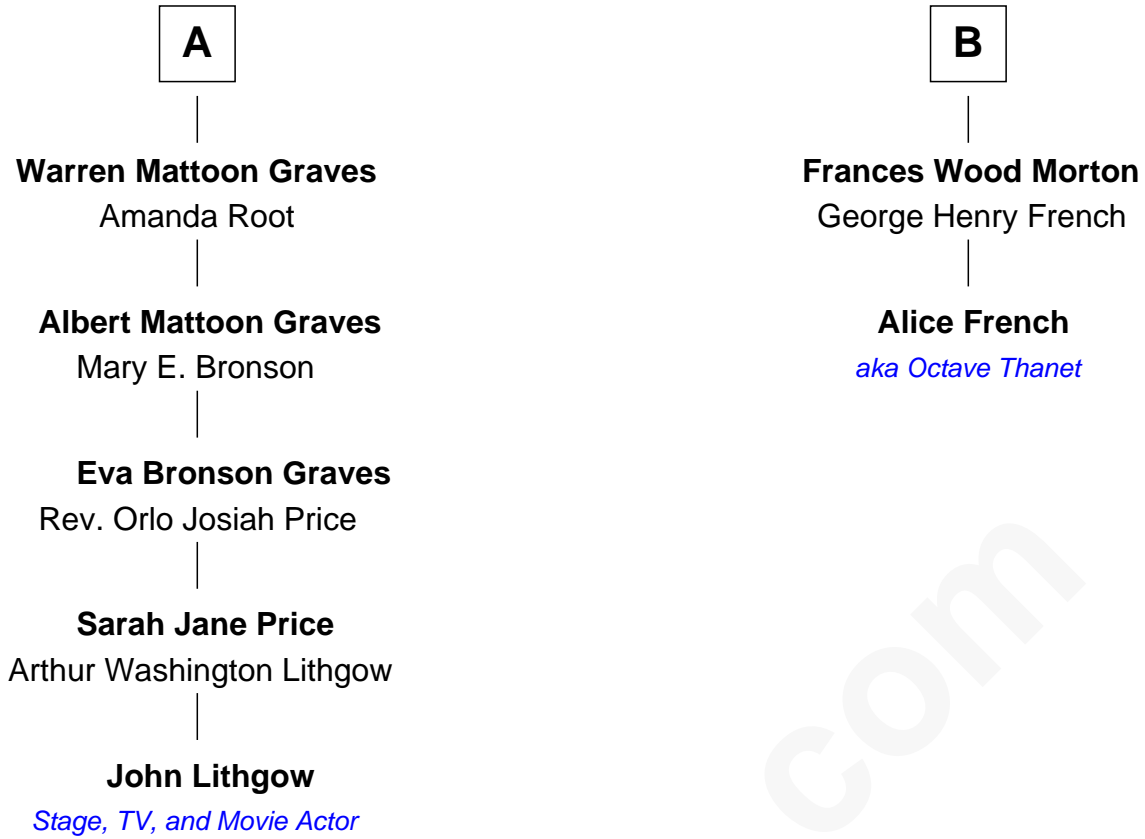 A
Warren Mattoon Graves
Amanda Root
Albert Mattoon Graves
Mary E. Bronson
Eva Bronson Graves
Rev. Orlo Josiah Price
Sarah Jane Price
Arthur Washington Lithgow
John Lithgow
Stage, TV, and Movie Actor
B
Frances Wood Morton
George Henry French
Alice French
aka Octave Thanet
com